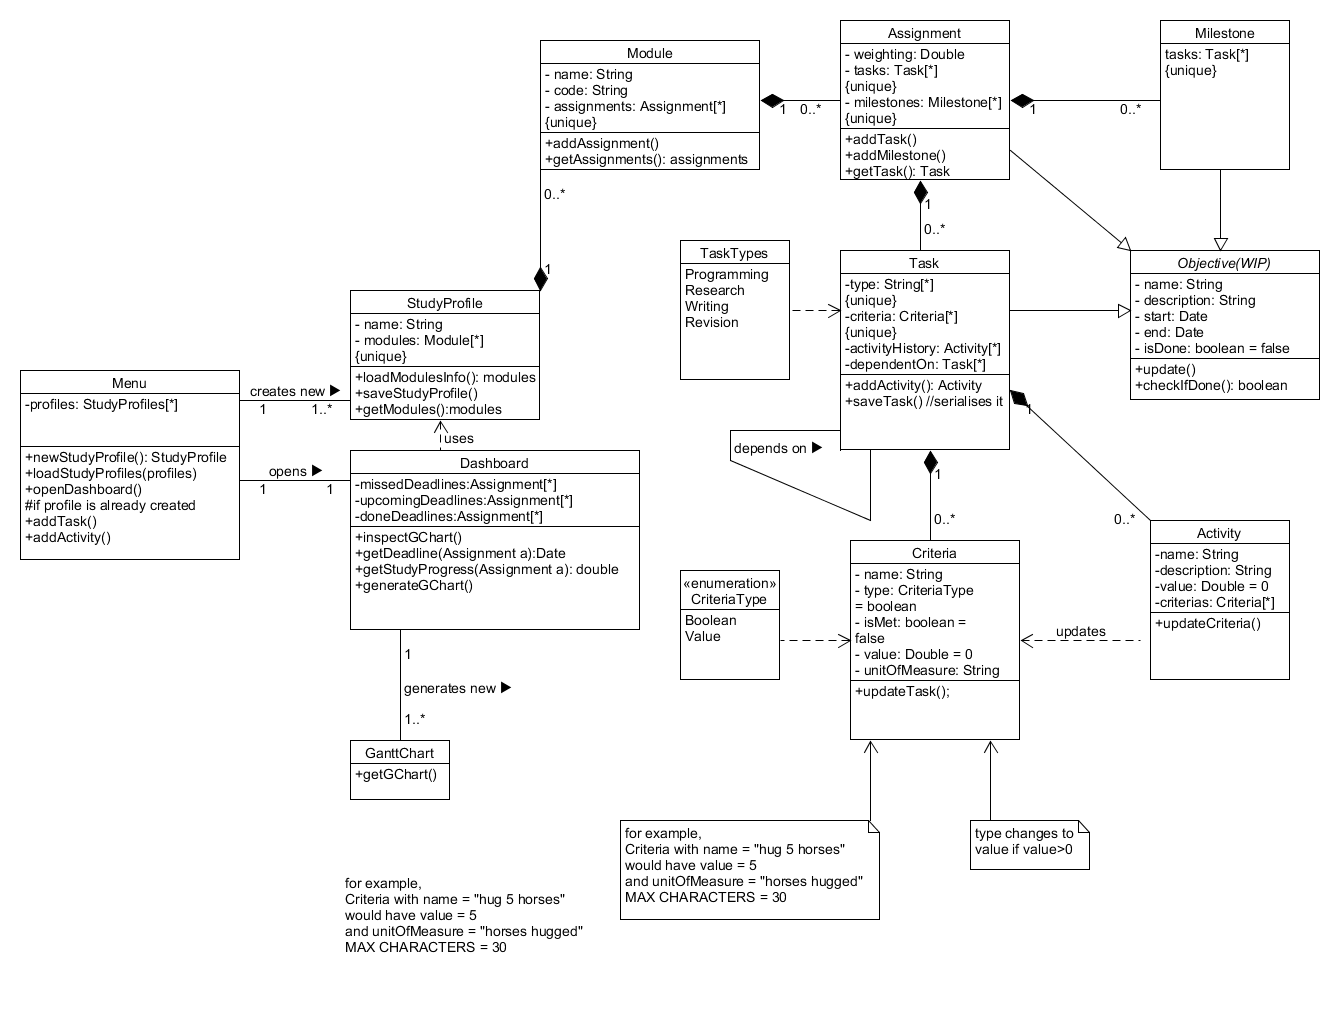 Module
- name: String
- code: String
- assignments: Assignment[*]
{unique}
+addAssignment()
+getAssignments(): assignments
1
0..*
Assignment
- weighting: Double
- tasks: Task[*]
{unique}
- milestones: Milestone[*]
{unique}
+addTask()
+addMilestone()
+getTask(): Task
1
0..*
Milestone
tasks: Task[*]
{unique}
0..*
1
1
0..*
TaskTypes
Programming
Research
Writing
Revision
Task
-type: String[*]
{unique}
-criteria: Criteria[*]
{unique}
-activityHistory: Activity[*]
-dependentOn: Task[*]
+addActivity(): Activity
+saveTask() //serialises it
Objective(WIP)
- name: String
- description: String
- start: Date
- end: Date
- isDone: boolean = false
+update()
+checkIfDone(): boolean
StudyProfile
- name: String
- modules: Module[*]
{unique}
+loadModulesInfo(): modules
+saveStudyProfile()
+getModules():modules
Menu
-profiles: StudyProfiles[*]
+newStudyProfile(): StudyProfile
+loadStudyProfiles(profiles)
+openDashboard()
#if profile is already created
+addTask()
+addActivity()
creates new ▶
1
1..*
opens ▶
1
1
uses
Dashboard
-missedDeadlines:Assignment[*]
-upcomingDeadlines:Assignment[*]
-doneDeadlines:Assignment[*]
+inspectGChart()
+getDeadline(Assignment a):Date
+getStudyProgress(Assignment a): double
+generateGChart()
depends on ▶
1
0..*
1
0..*
«enumeration»
CriteriaType
Boolean
Value
Criteria
- name: String
- type: CriteriaType
= boolean
- isMet: boolean =
false
- value: Double = 0
- unitOfMeasure: String
+updateTask();
updates
Activity
-name: String
-description: String
-value: Double = 0
-criterias: Criteria[*]
+updateCriteria()
1
generates new ▶
1..*
GanttChart
+getGChart()
for example,
Criteria with name = "hug 5 horses"
would have value = 5
and unitOfMeasure = "horses hugged"
MAX CHARACTERS = 30
type changes to
value if value>0
for example,
Criteria with name = "hug 5 horses"
would have value = 5
and unitOfMeasure = "horses hugged"
MAX CHARACTERS = 30